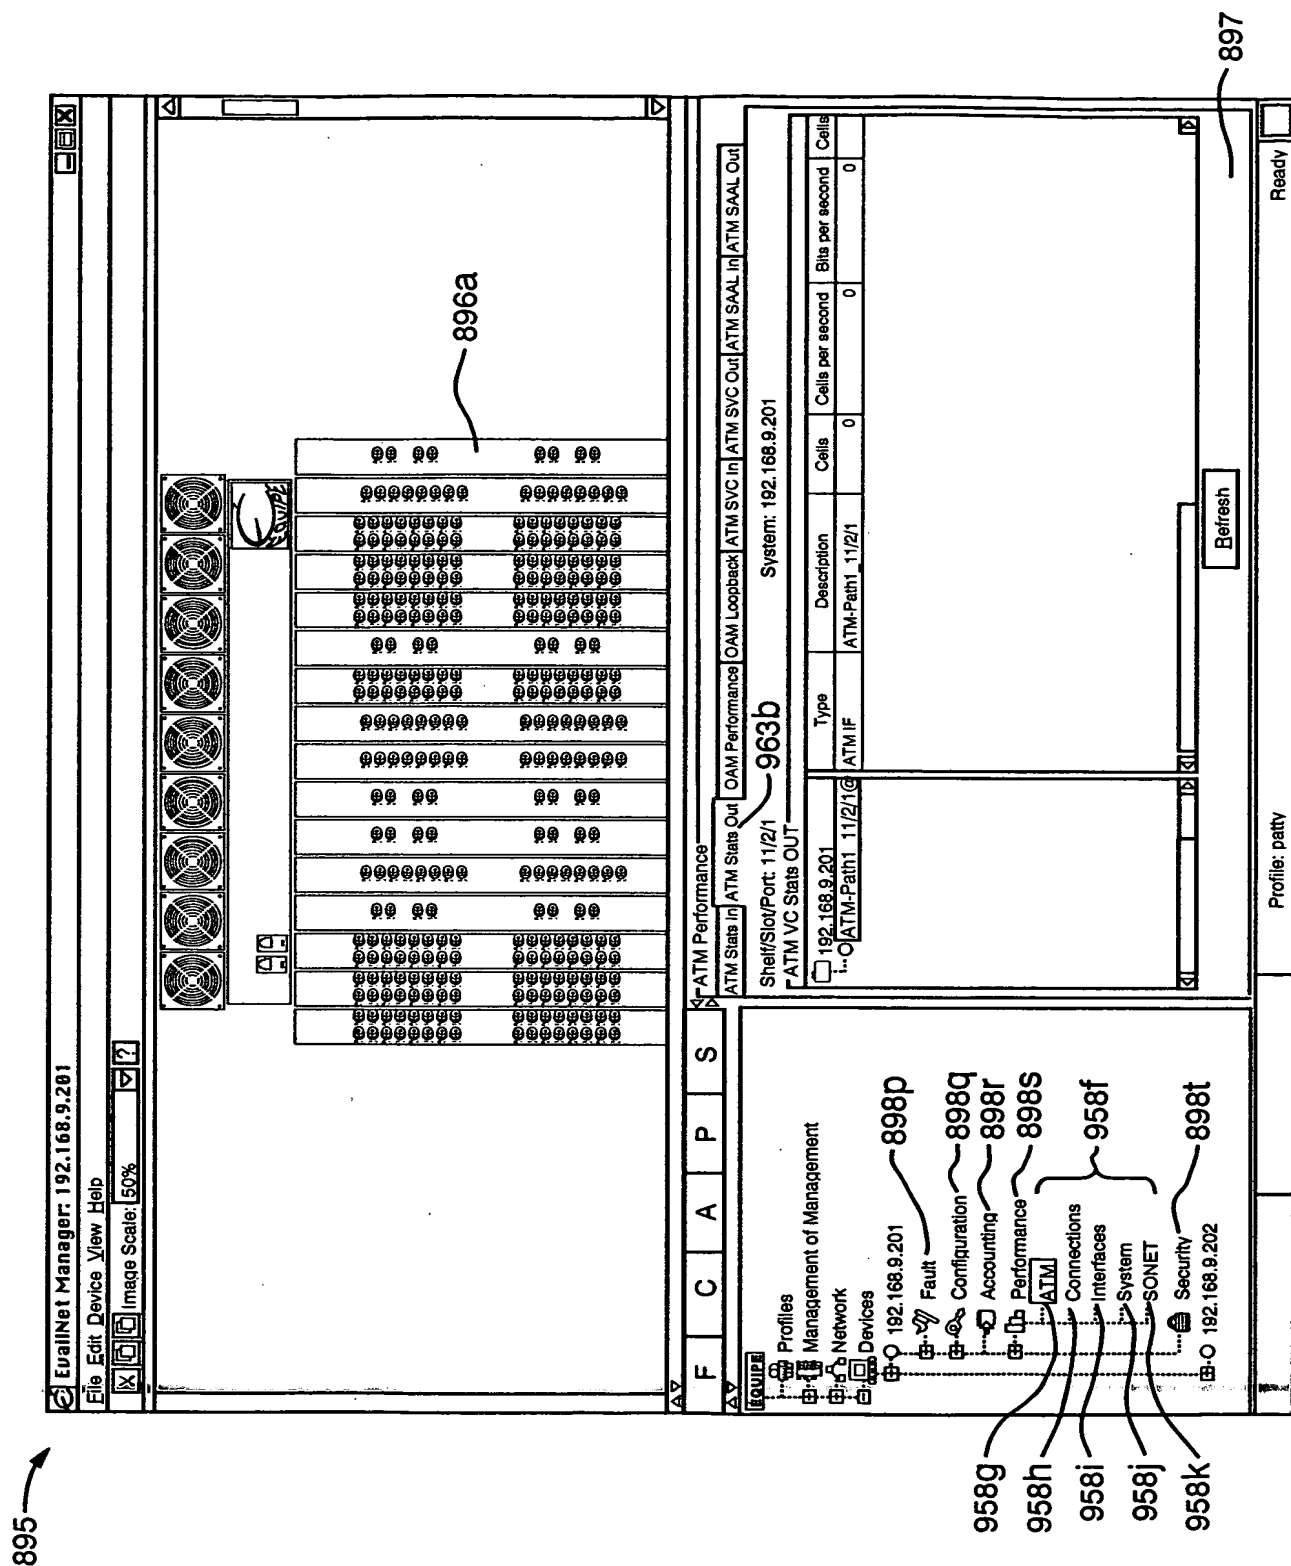 895
EvailNet Manager: 192.168.9.201
File Edit Device View Help
Image Scale: 50% ?
EQUIPE
896a
F C A P S
EQUIPE
Profiles
Management of Management
Network
Devices
192.168.9.201
Fault
Configuration
Accounting
Performance
ATM
Connections
Interfaces
System
SONET
Security
192.168.9.202
898p
898q
898r
898s
958f
898t
958g
958h
958i
958j
958k
ATM Performance
ATM Stats In ATM Stats Out OAM Performance OAM Loopback ATM SVC In ATM SVC Out ATM SAAL In ATM SAAL Out
963b
Shelf/Slot/Port: 11/2/1 System: 192.168.9.201
ATM VC Stats OUT
192.168.9.201
ATM-Path1 11/2/1@
Type Description Cells Cells per second Bits per second Cells
ATM IF ATM-Path1_11/2/1 0 0 0
Refresh
897
Profile: patty Ready